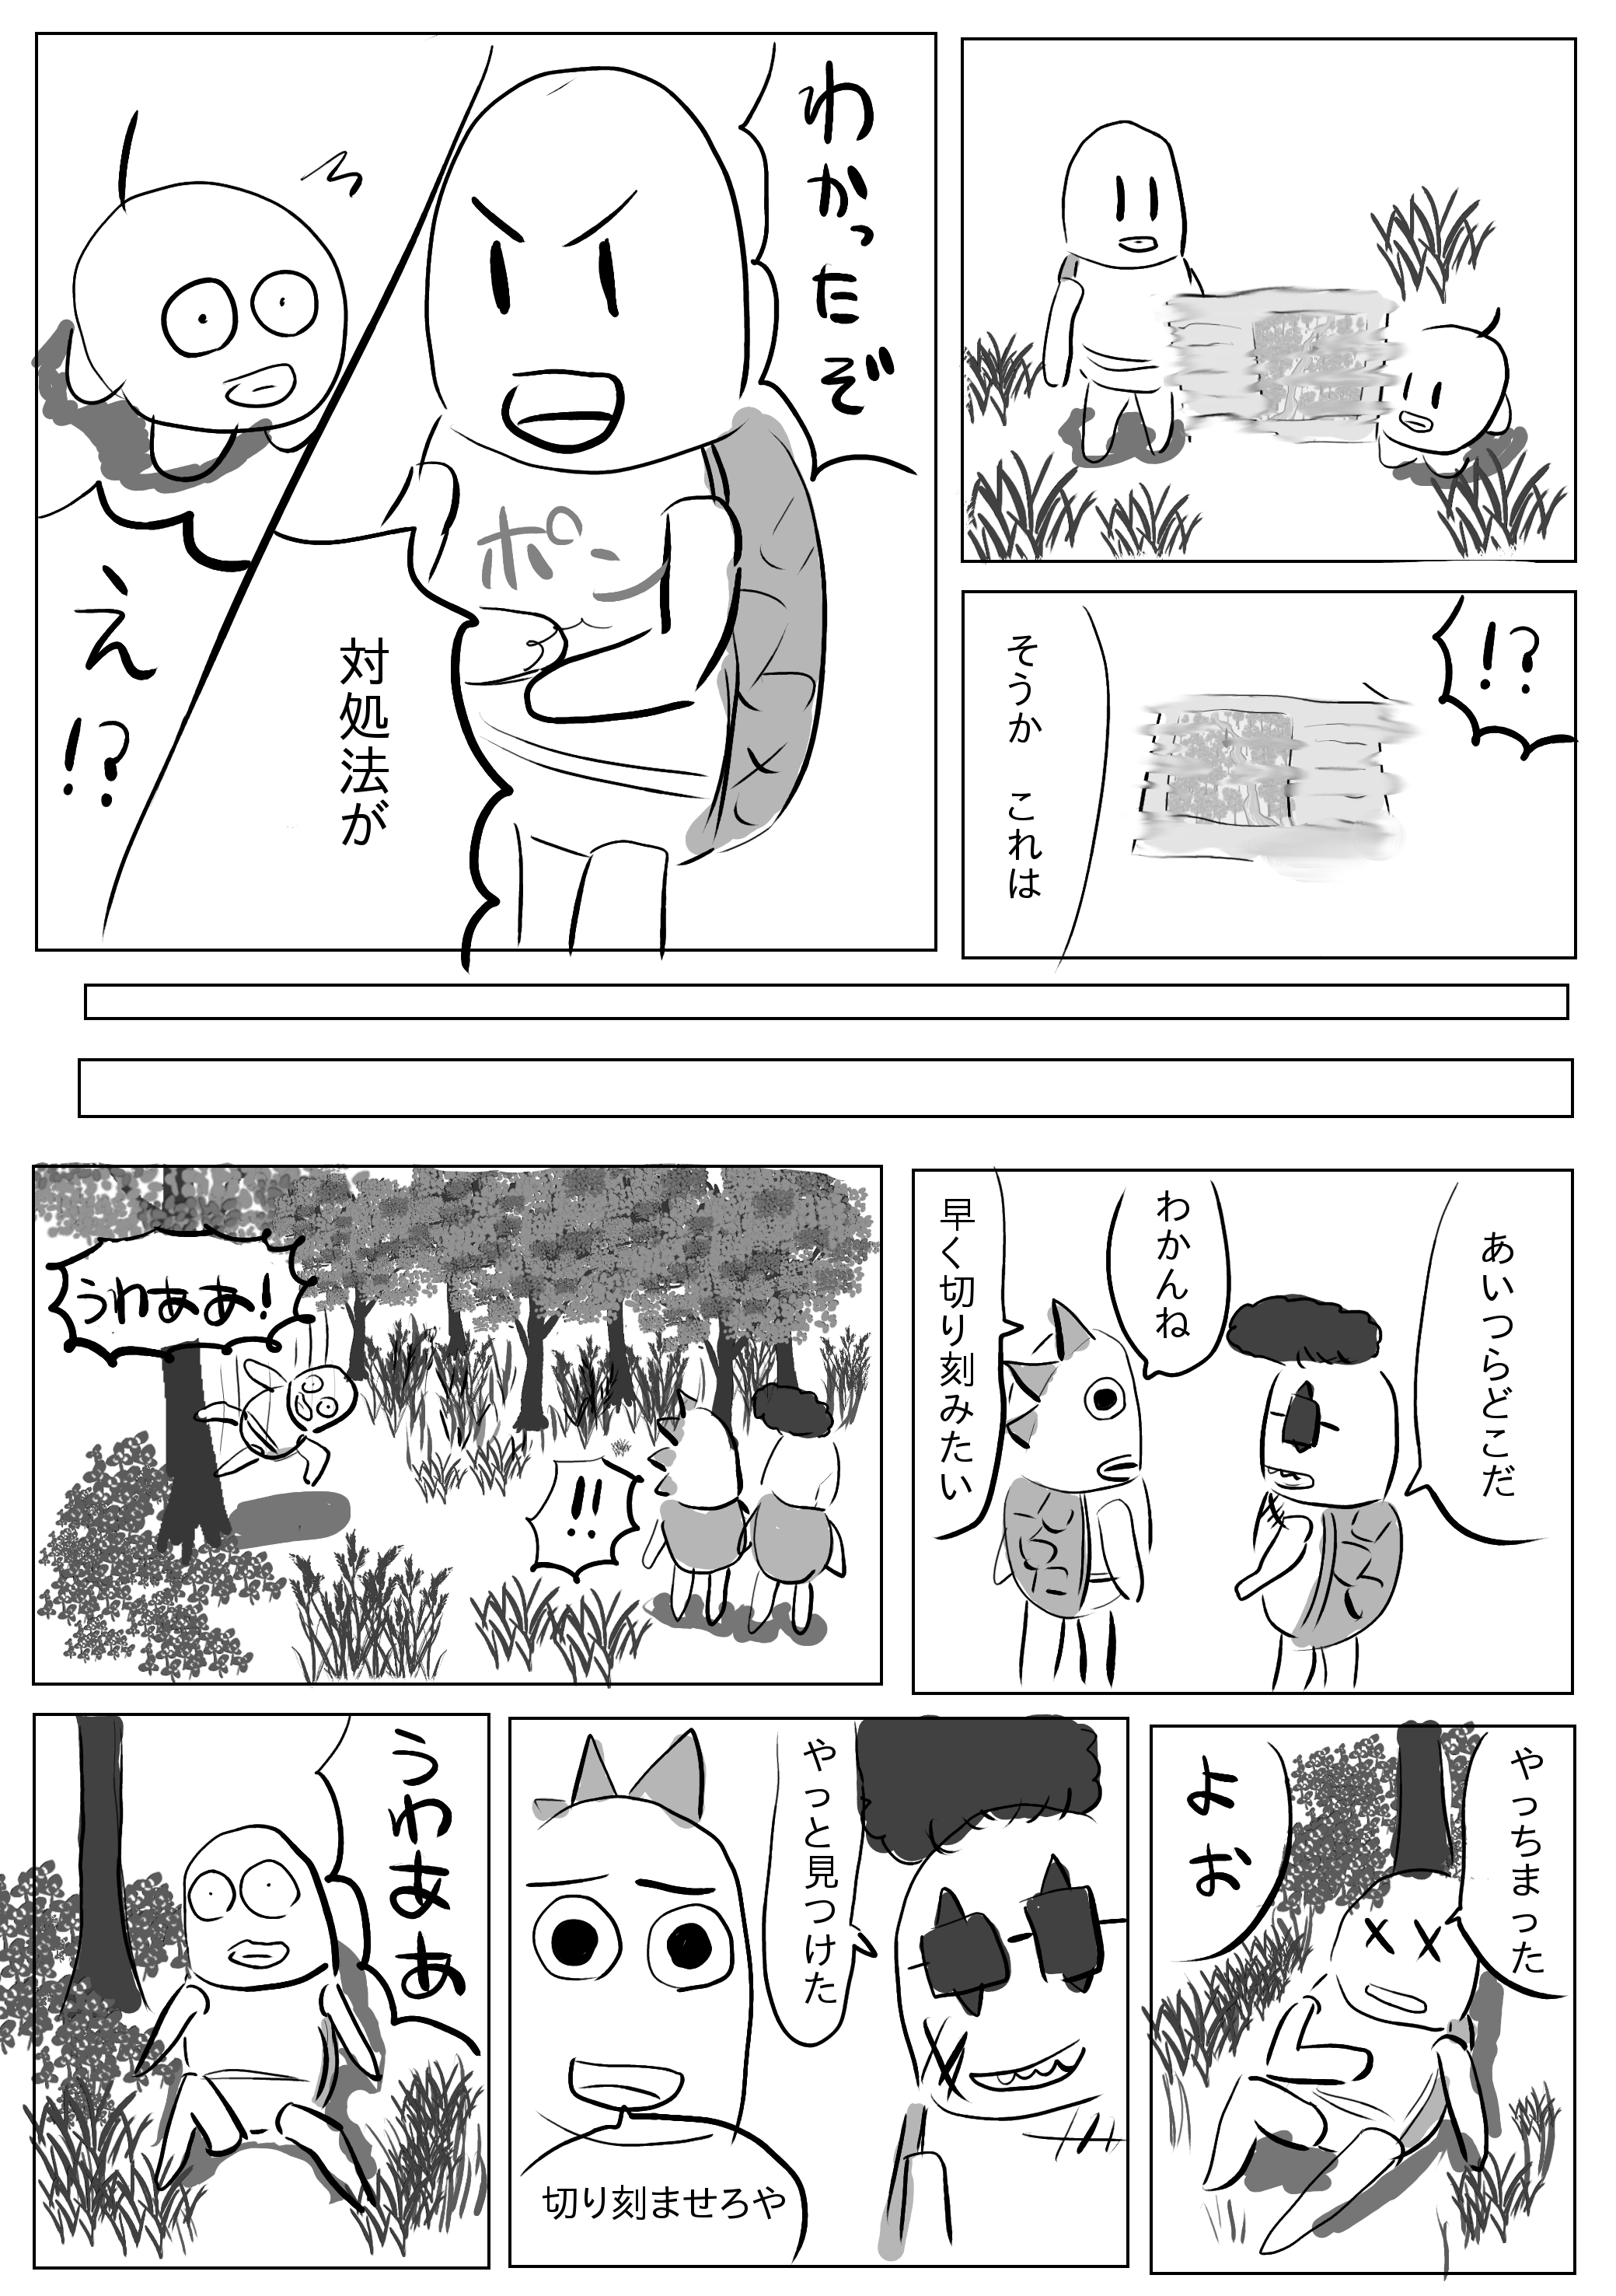 !?
そうか　これは
わかったぞ
ポン
対処法が
え!?
あいつらどこだ
わかんね
早く切り刻みたい
うわああ!
!!
やっちまった
よお
やっと見つけた
切り刻ませろや
うわああ